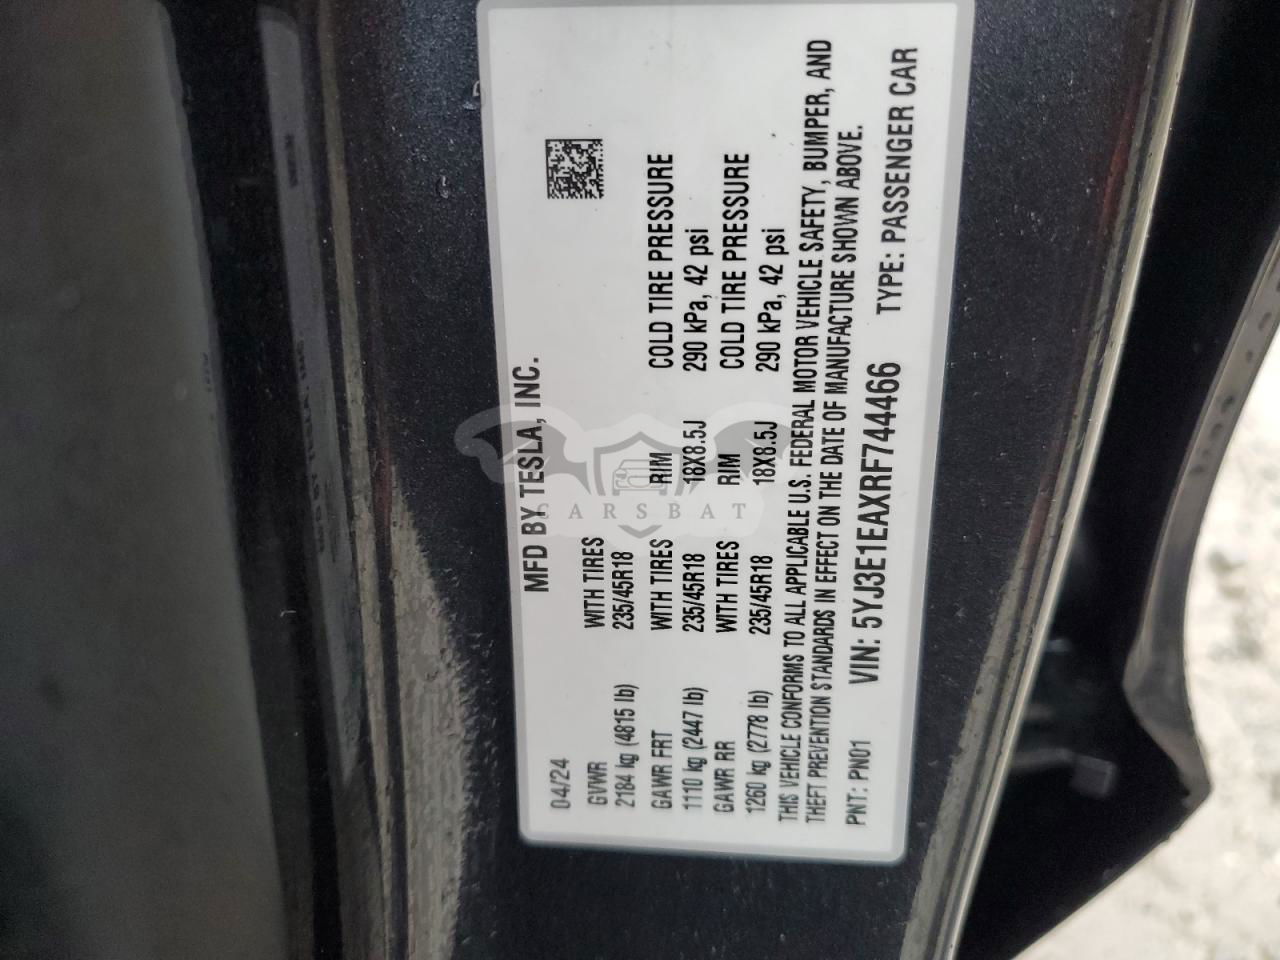 MFD BY TESLA, INC.
04/24
GVWR WITH TIRES
2184 kg (4815 lb) 235/45R18
GAWR FRT WITH TIRES RIM COLD TIRE PRESSURE
1110 kg (2447 lb) 235/45R18 18X8.5J 290 kPa, 42 psi
GAWR RR WITH TIRES RIM COLD TIRE PRESSURE
1260 kg (2778 lb) 235/45R18 18X8.5J 290 kPa, 42 psi
THIS VEHICLE CONFORMS TO ALL APPLICABLE U.S. FEDERAL MOTOR VEHICLE SAFETY, BUMPER, AND
THEFT PREVENTION STANDARDS IN EFFECT ON THE DATE OF MANUFACTURE SHOWN ABOVE.
PNT: PN01 VIN: 5YJ3E1EAXRF744466 TYPE: PASSENGER CAR
CARSBAT